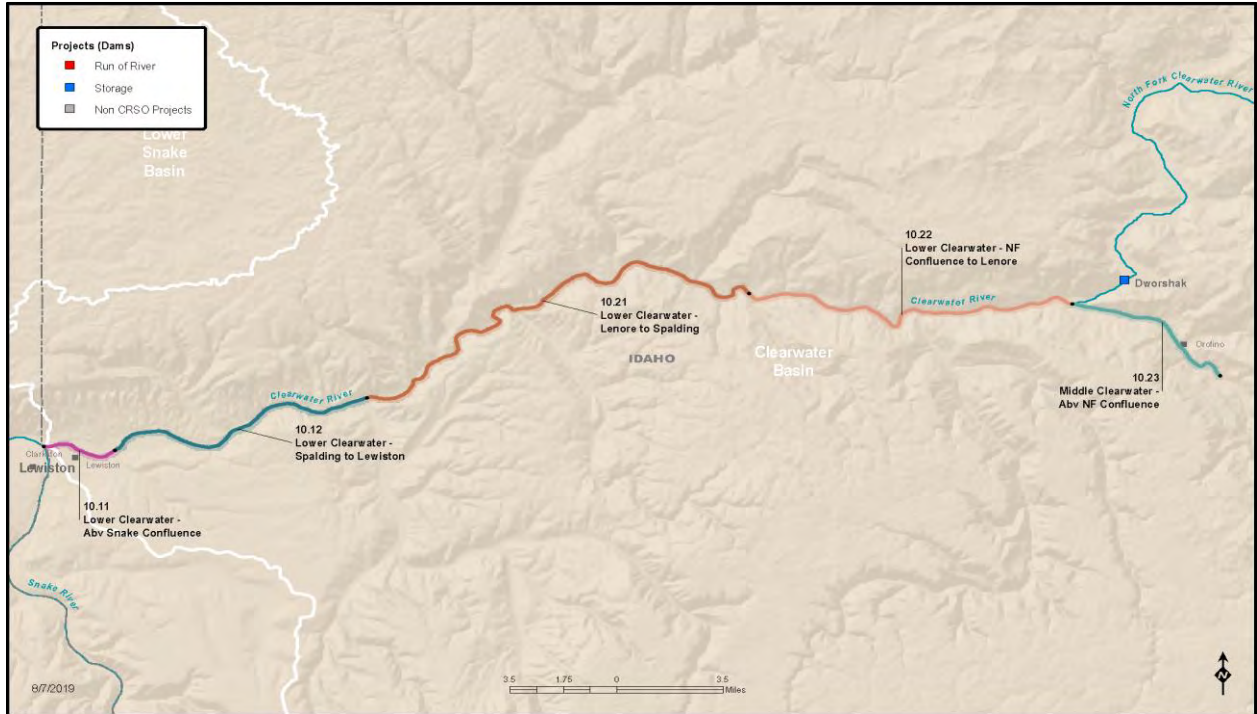 Projects (Dams)
Run of River
Storage
Non CRSO Projects
Lower
Snake
Basin
North Fork Clearwater River
10.22
Lower Clearwater - NF
Confluence to Lenore
Dworshak
10.21
Lower Clearwater -
Lenore to Spalding
Clearwater River
Orofino
IDAHO
Clearwater
Basin
10.23
Middle Clearwater -
Abv NF Confluence
Clearwater River
10.12
Lower Clearwater -
Spalding to Lewiston
Clarkston
Lewiston
Lewiston
10.11
Lower Clearwater -
Abv Snake Confluence
Snake River
8/7/2019
3.5 1.75 0 3.5
Miles
N